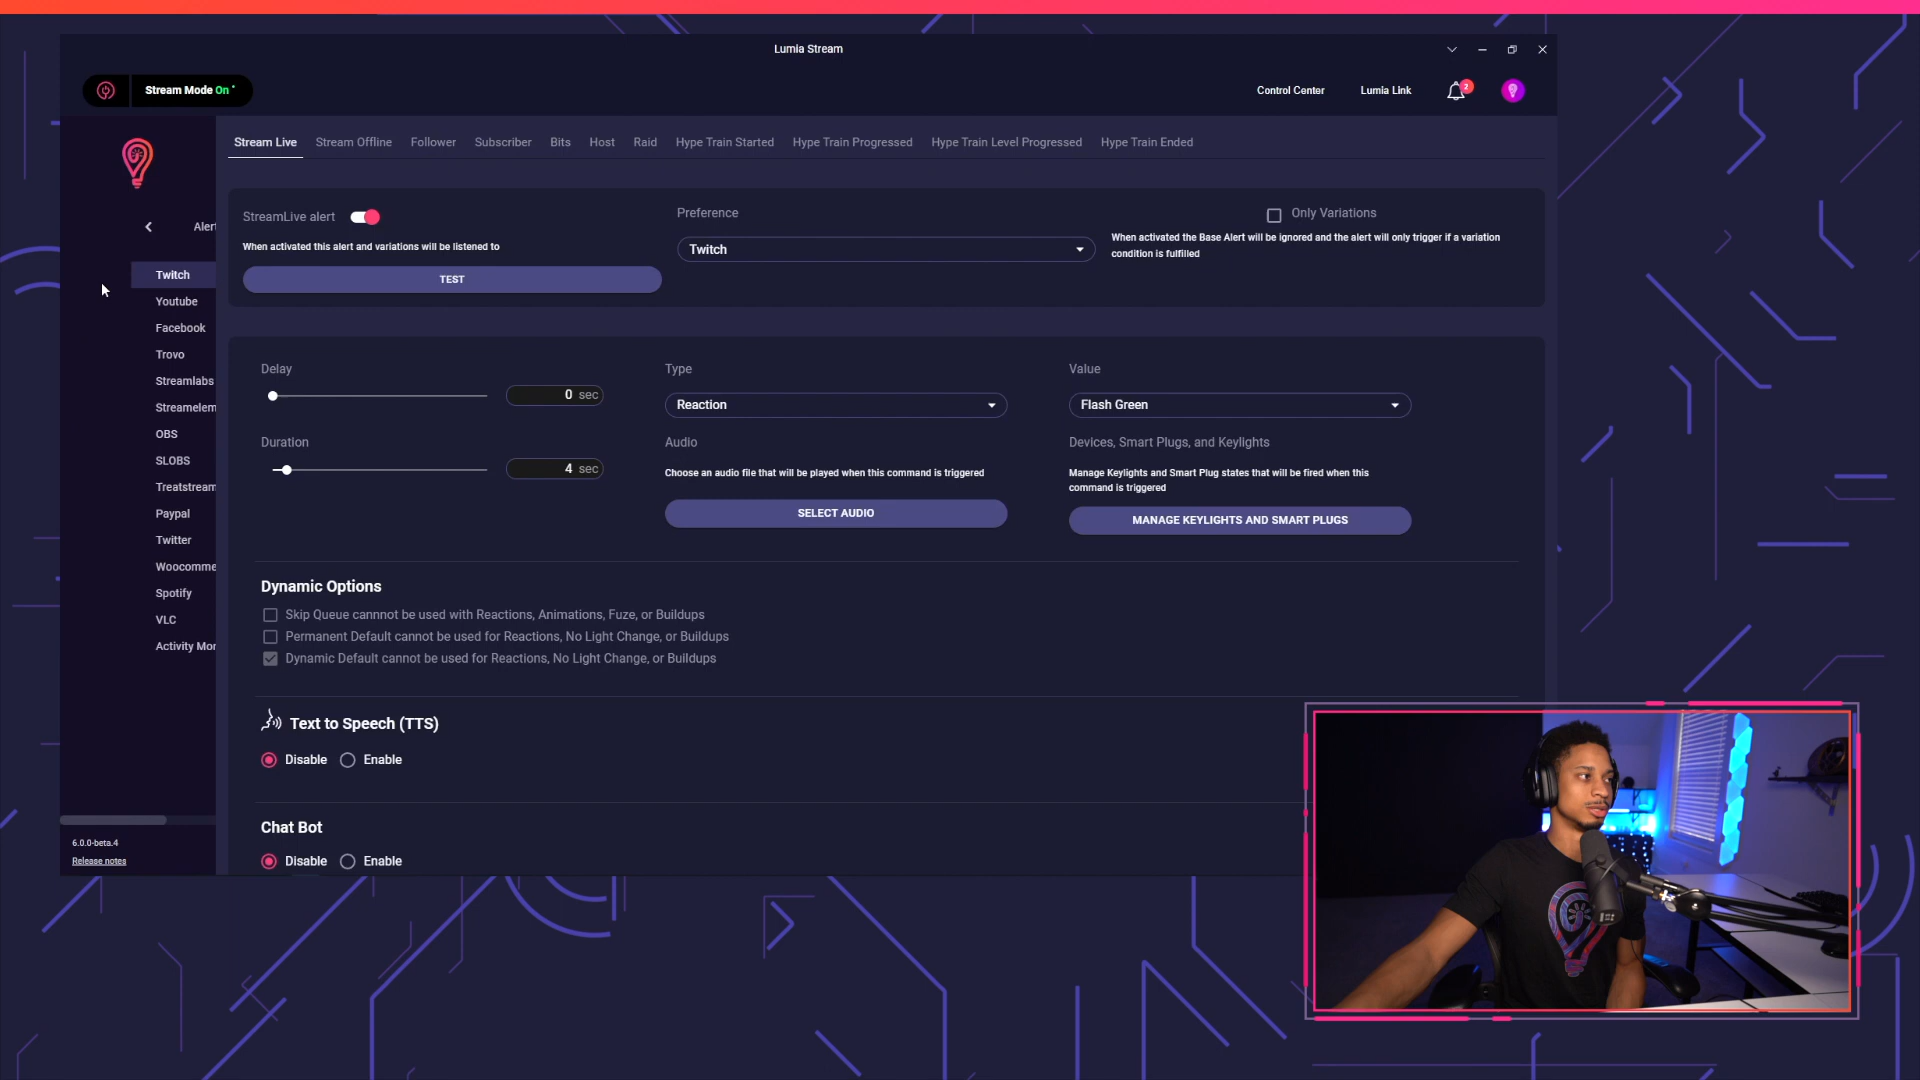 Lumia Stream
Stream Mode On
Control Center
Lumia Link
2
Stream Live
Stream Offline
Follower
Subscriber
Bits
Host
Raid
Hype Train Started
Hype Train Progressed
Hype Train Level Progressed
Hype Train Ended
Alert
Twitch
Youtube
Facebook
Trovo
Streamlabs
Streamelem
OBS
SLOBS
Treatstream
Paypal
Twitter
Woocomme
Spotify
VLC
Activity Mor
6.0.0-beta.4
Release notes
StreamLive alert
When activated this alert and variations will be listened to
TEST
Preference
Twitch
Only Variations
When activated the Base Alert will be ignored and the alert will only trigger if a variation
condition is fulfilled
Delay
0 sec
Duration
4 sec
Type
Reaction
Audio
Choose an audio file that will be played when this command is triggered
SELECT AUDIO
Value
Flash Green
Devices, Smart Plugs, and Keylights
Manage Keylights and Smart Plug states that will be fired when this
command is triggered
MANAGE KEYLIGHTS AND SMART PLUGS
Dynamic Options
Skip Queue cannnot be used with Reactions, Animations, Fuze, or Buildups
Permanent Default cannot be used for Reactions, No Light Change, or Buildups
Dynamic Default cannot be used for Reactions, No Light Change, or Buildups
Text to Speech (TTS)
Disable
Enable
Chat Bot
Disable
Enable